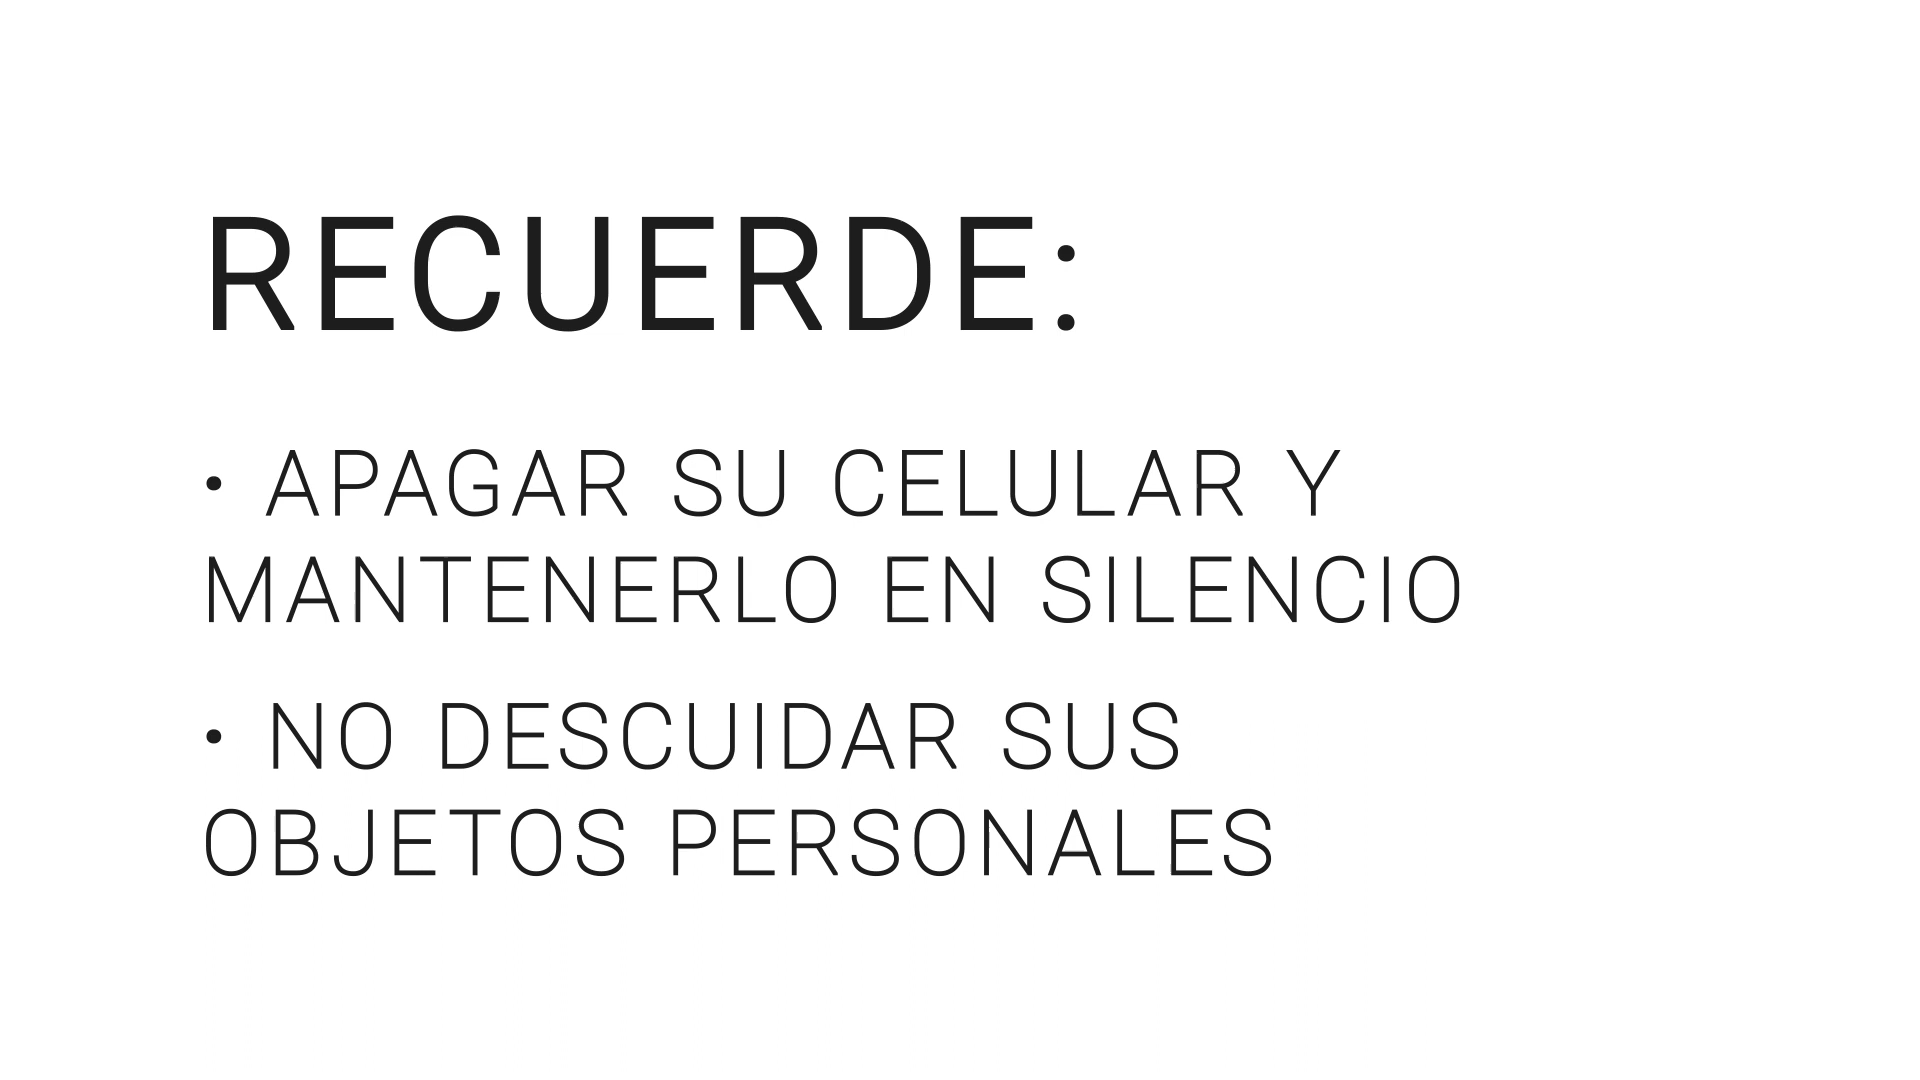 RECUERDE:
• APAGAR SU CELULAR Y
MANTENERLO EN SILENCIO
• NO DESCUIDAR SUS
OBJETOS PERSONALES